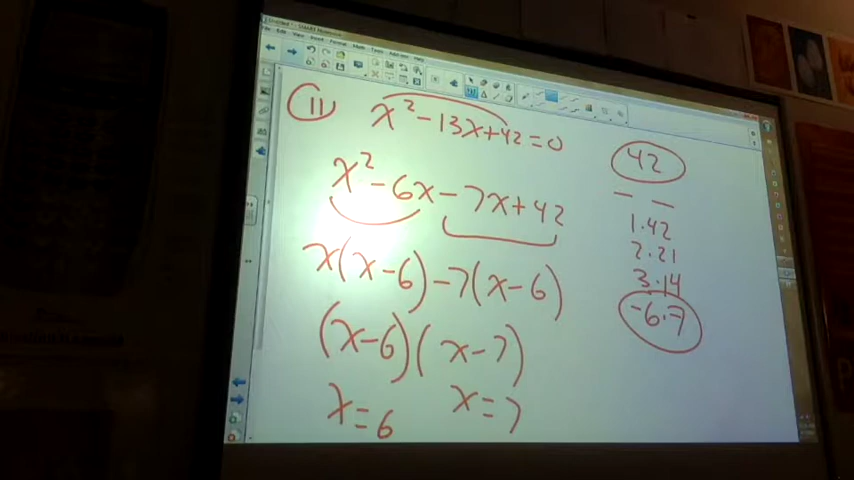 11 x² - 13x + 42 = 0
x² - 6x - 7x + 42
x(x - 6) - 7(x - 6)
(x - 6)(x - 7)
x = 6 x = 7
42
_ _
1 · 42
2 · 21
3 · 14
-6 · 7